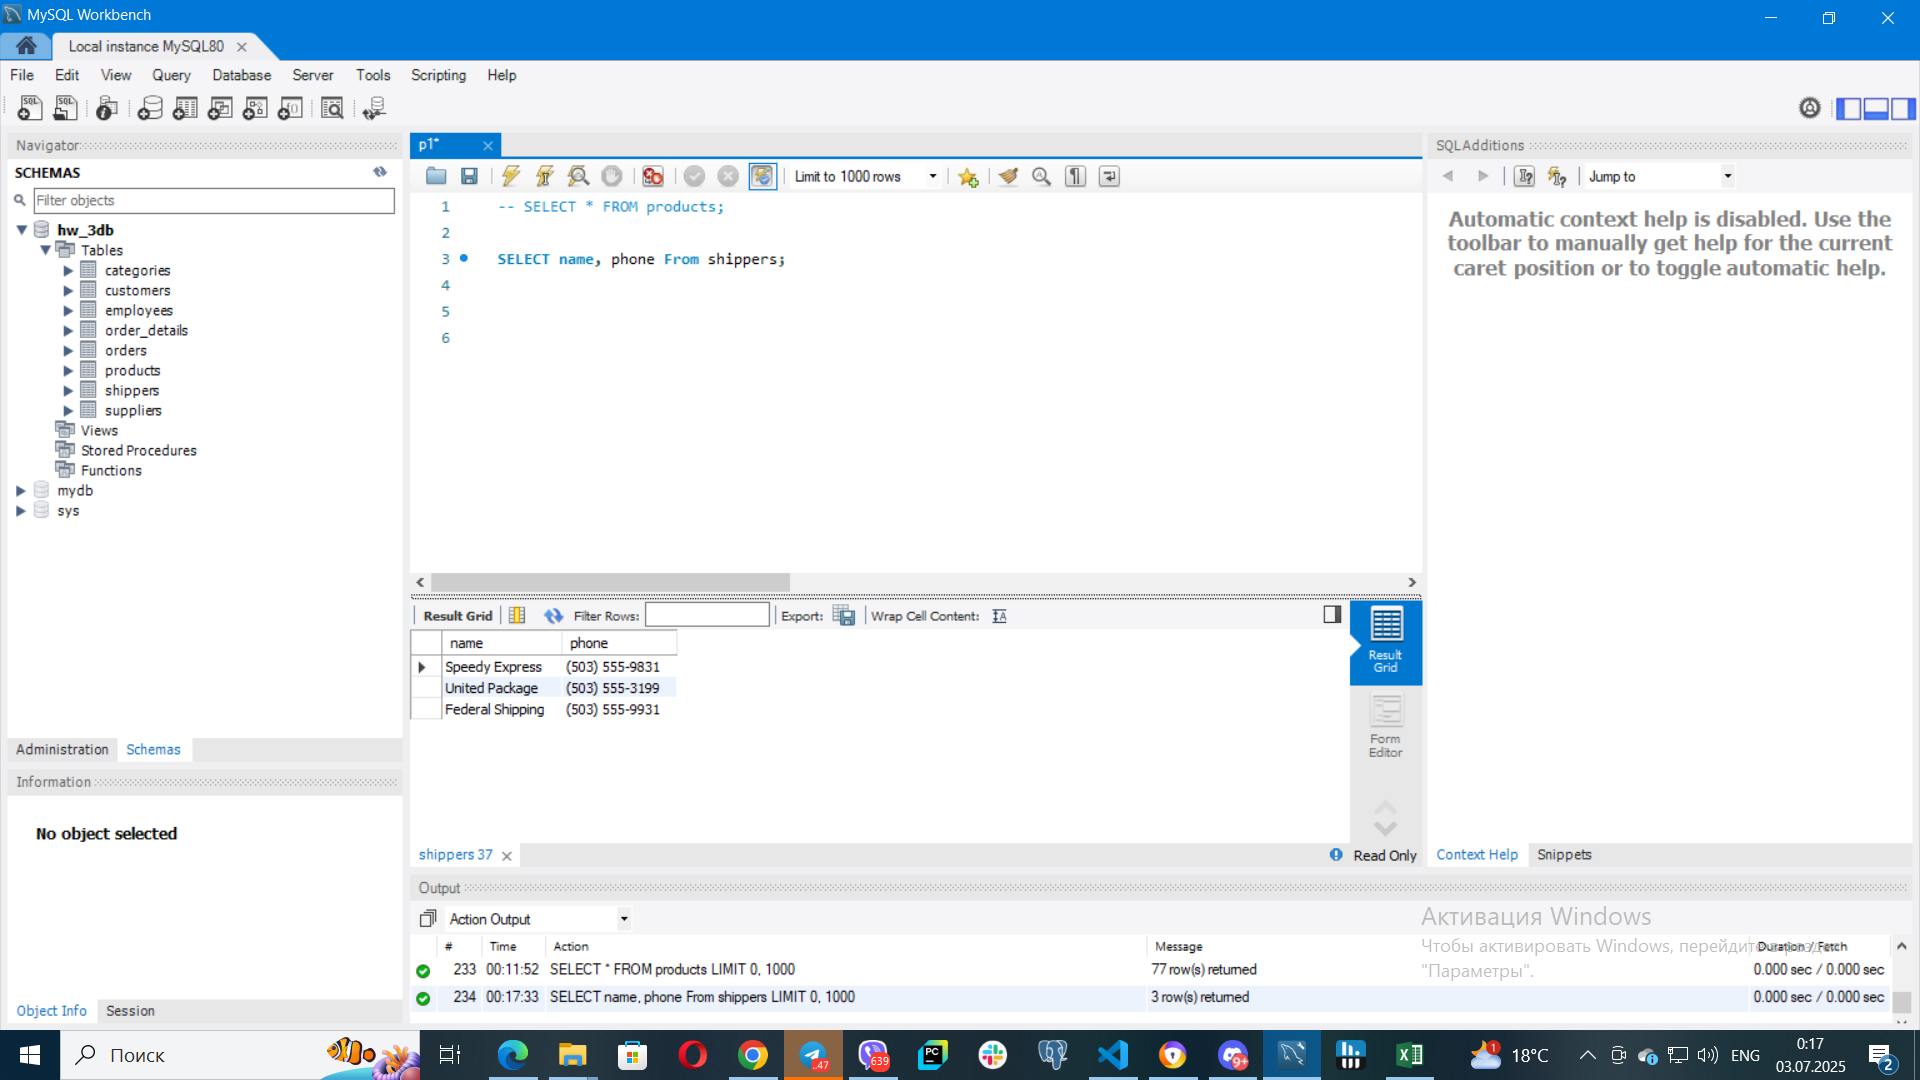 MySQL Workbench
Local instance MySQL80
File Edit View Query Database Server Tools Scripting Help
Navigator
SCHEMAS
Filter objects
hw_3db
Tables
categories
customers
employees
order_details
orders
products
shippers
suppliers
Views
Stored Procedures
Functions
mydb
sys
Administration Schemas
Information
No object selected
Object Info Session
p1*
Limit to 1000 rows
1 -- SELECT * FROM products;
2
3 SELECT name, phone From shippers;
4
5
6
Result Grid Filter Rows: Export: Wrap Cell Content:
name phone
Speedy Express (503) 555-9831
United Package (503) 555-3199
Federal Shipping (503) 555-9931
Result
Grid
Form
Editor
shippers 37
Read Only
SQLAdditions
Jump to
Automatic context help is disabled. Use the
toolbar to manually get help for the current
caret position or to toggle automatic help.
Context Help Snippets
Output
Action Output
# Time Action Message Duration / Fetch
233 00:11:52 SELECT * FROM products LIMIT 0, 1000 77 row(s) returned 0.000 sec / 0.000 sec
234 00:17:33 SELECT name, phone From shippers LIMIT 0, 1000 3 row(s) returned 0.000 sec / 0.000 sec
Активация Windows
Чтобы активировать Windows, перейдите в раздел
"Параметры".
Поиск
PC
..47
639
9+
1
18°C
ENG
0:17
03.07.2025
2